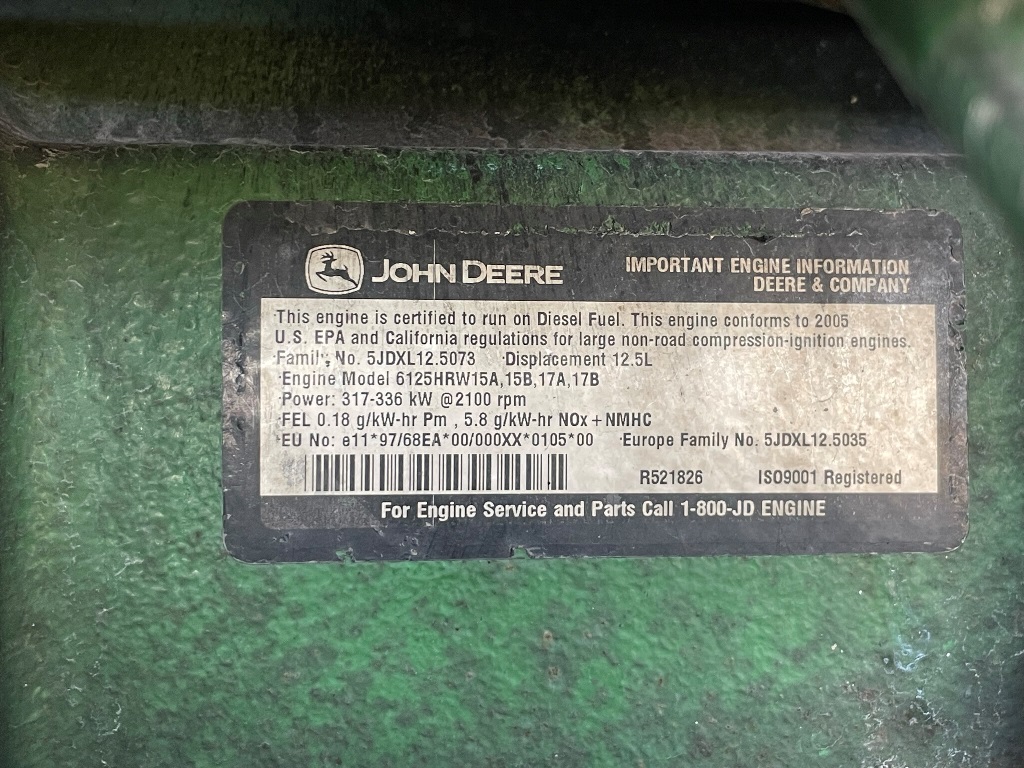 JOHN DEERE
IMPORTANT ENGINE INFORMATION
DEERE & COMPANY
This engine is certified to run on Diesel Fuel. This engine conforms to 2005
U.S. EPA and California regulations for large non-road compression-ignition engines.
Family No. 5JDXL12.5073 Displacement 12.5L
Engine Model 6125HRW15A,15B,17A,17B
Power: 317-336 kW @2100 rpm
FEL 0.18 g/kW-hr Pm , 5.8 g/kW-hr NOx + NMHC
EU No: e11*97/68EA*00/000XX*0105*00 Europe Family No. 5JDXL12.5035
R521826 ISO9001 Registered
For Engine Service and Parts Call 1-800-JD ENGINE